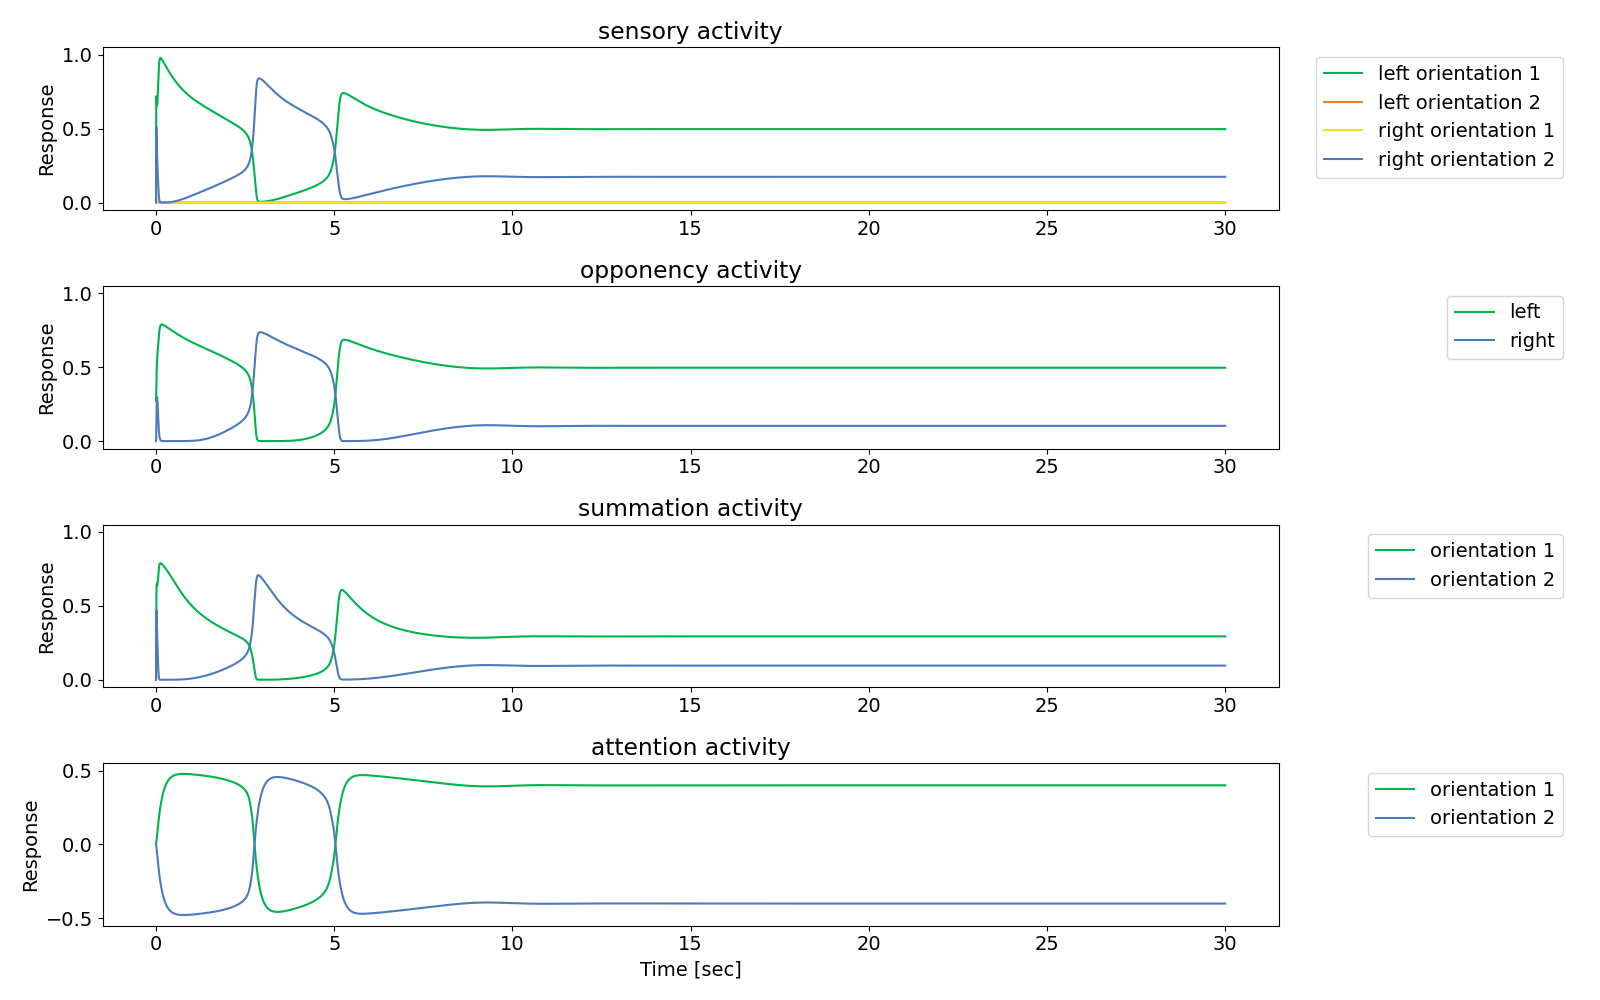 sensory activity
1.0
0.5
0.0
Response
0 5 10 15 20 25 30
left orientation 1
left orientation 2
right orientation 1
right orientation 2
opponency activity
1.0
0.5
0.0
Response
0 5 10 15 20 25 30
left
right
summation activity
1.0
0.5
0.0
Response
0 5 10 15 20 25 30
orientation 1
orientation 2
attention activity
0.5
0.0
−0.5
Response
0 5 10 15 20 25 30
Time [sec]
orientation 1
orientation 2